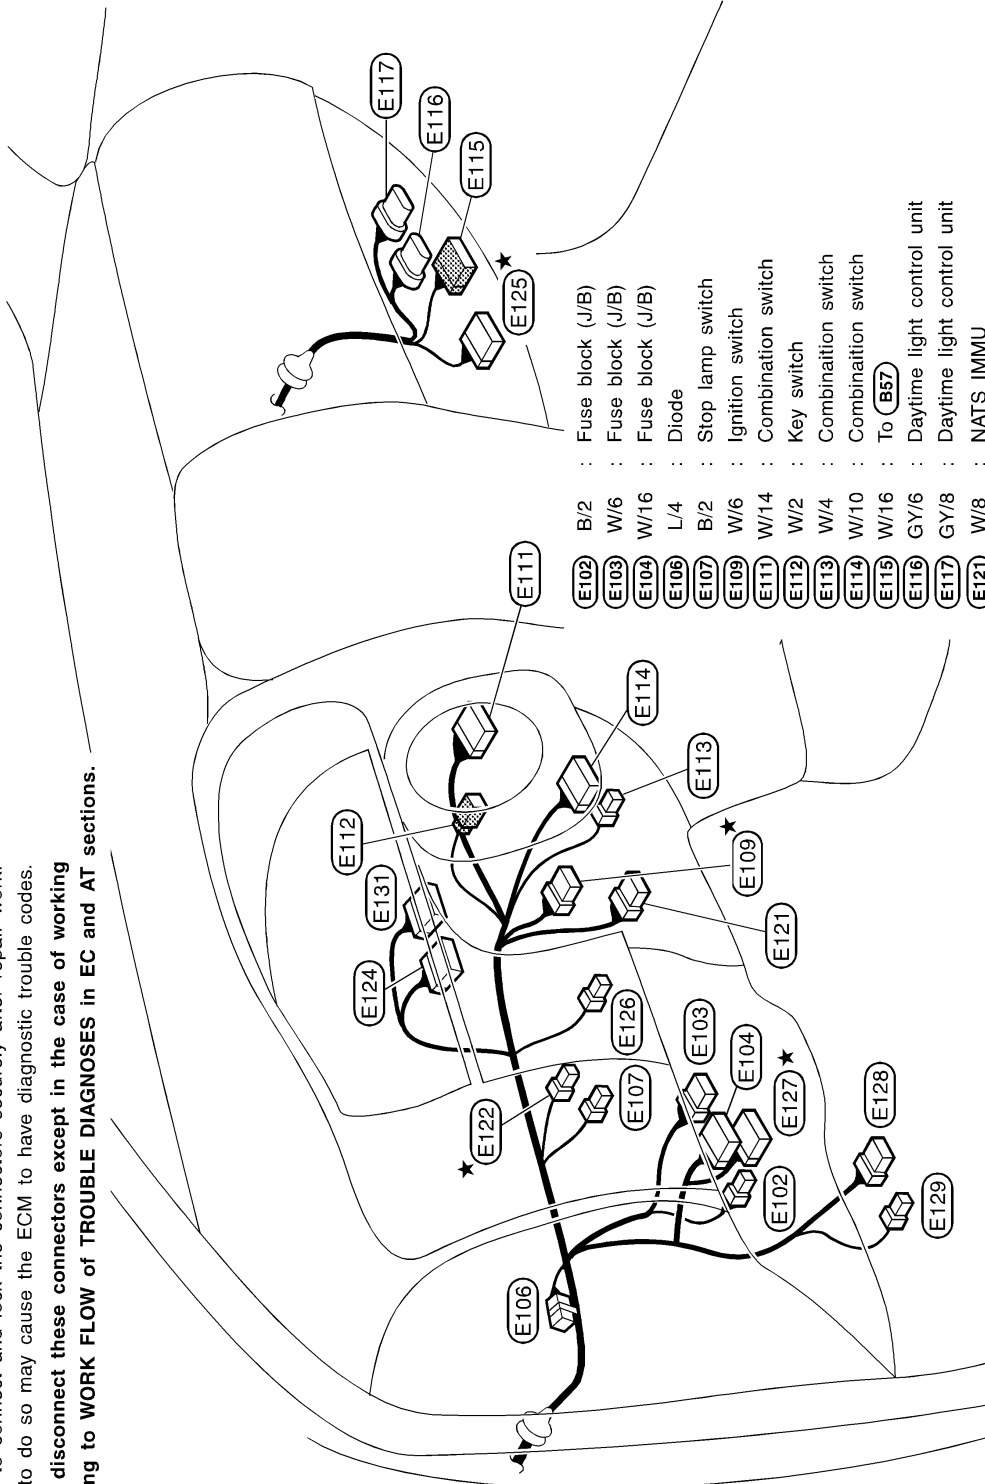 to do so may cause the ECM to have diagnostic trouble codes.
disconnect these connectors except in the case of working
ng to WORK FLOW of TROUBLE DIAGNOSES in EC and AT sections.
E117
E116
E115
E125 ★
E111
E114
E113
E112
E131
E109 ★
E124
E121
E126
E103
E104
E107
E127 ★
E122 ★
E128
E102
E129
E106
E102 B/2 : Fuse block (J/B)
E103 W/6 : Fuse block (J/B)
E104 W/16 : Fuse block (J/B)
E106 L/4 : Diode
E107 B/2 : Stop lamp switch
E109 W/6 : Ignition switch
E111 W/14 : Combination switch
E112 W/2 : Key switch
E113 W/4 : Combination switch
E114 W/10 : Combination switch
E115 W/16 : To B57
E116 GY/6 : Daytime light control unit
E117 GY/8 : Daytime light control unit
E121 W/8 : NATS IMMU